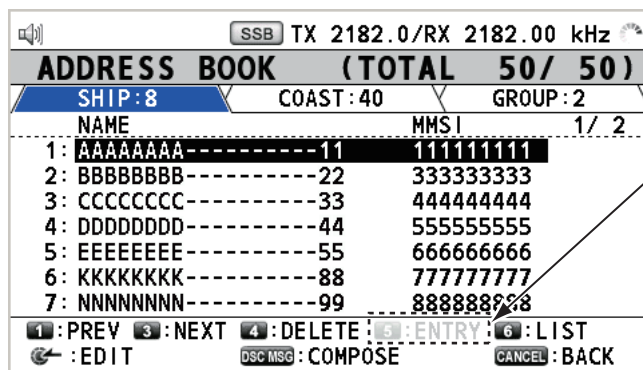 SSB TX 2182.0/RX 2182.00 kHz
ADDRESS BOOK (TOTAL 50/ 50)
SHIP:8 COAST:40 GROUP:2
NAME MMSI 1/ 2
1: AAAAAAAA----------11 111111111
2: BBBBBBBB----------22 333333333
3: CCCCCCCC----------33 444444444
4: DDDDDDDD----------44 555555555
5: EEEEEEEE----------55 666666666
6: KKKKKKKK----------88 777777777
7: NNNNNNNN----------99 888888888
1:PREV 3:NEXT 4:DELETE 5:ENTRY 6:LIST
:EDIT DSC MSG:COMPOSE CANCEL:BACK